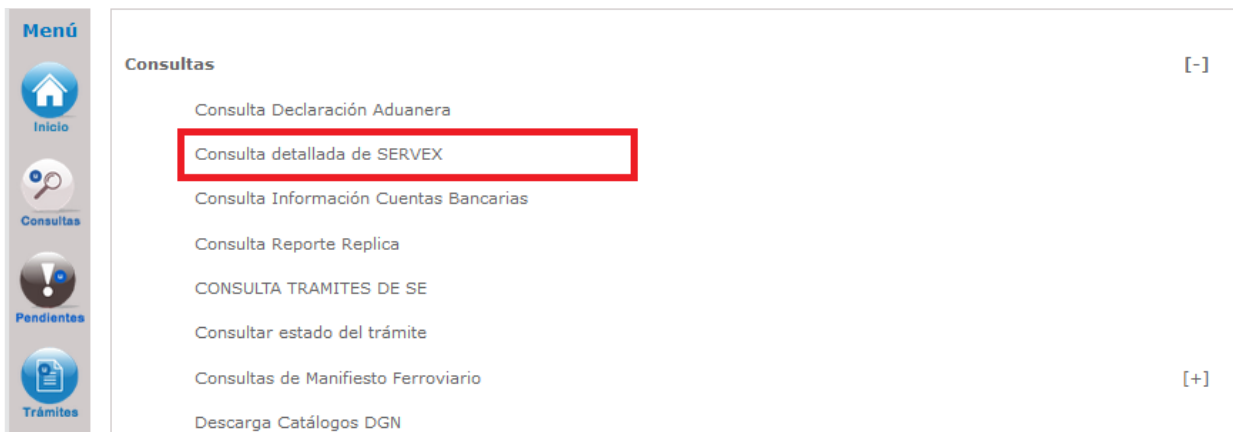 Menú
Inicio
Consultas
Pendientes
Trámites
Consultas [-]
Consulta Declaración Aduanera
Consulta detallada de SERVEX
Consulta Información Cuentas Bancarias
Consulta Reporte Replica
CONSULTA TRAMITES DE SE
Consultar estado del trámite
Consultas de Manifiesto Ferroviario [+]
Descarga Catálogos DGN